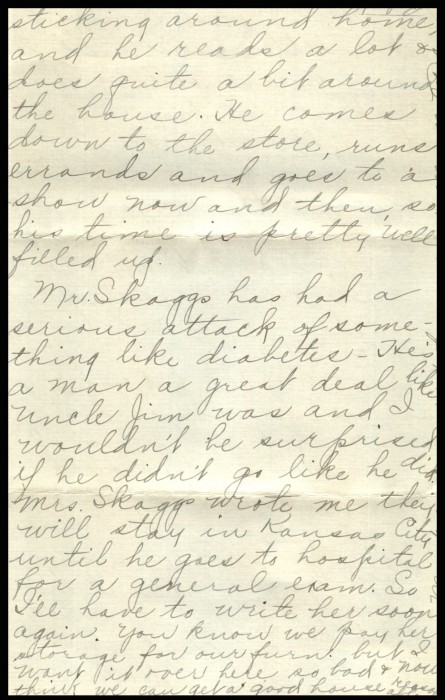 sticking around home,
and he reads a lot &
does quite a bit around
the house. He comes
down to the store, runs
errands and goes to a
show now and then, so
his time is pretty well
filled up.
Mr. Skaggs has had a
serious attack of some-
thing like diabetes - He is
a man a great deal like
Uncle Jim was and I
wouldn't be surprised
if he didn't go like he did.
Mrs. Skaggs wrote me they
will stay in Kansas City
until he goes to hospital
for a general exam. So
I'll have to write her soon
again. You know we pay her
storage for our furn. but I
want it over here so bad & now
think we can get a good house